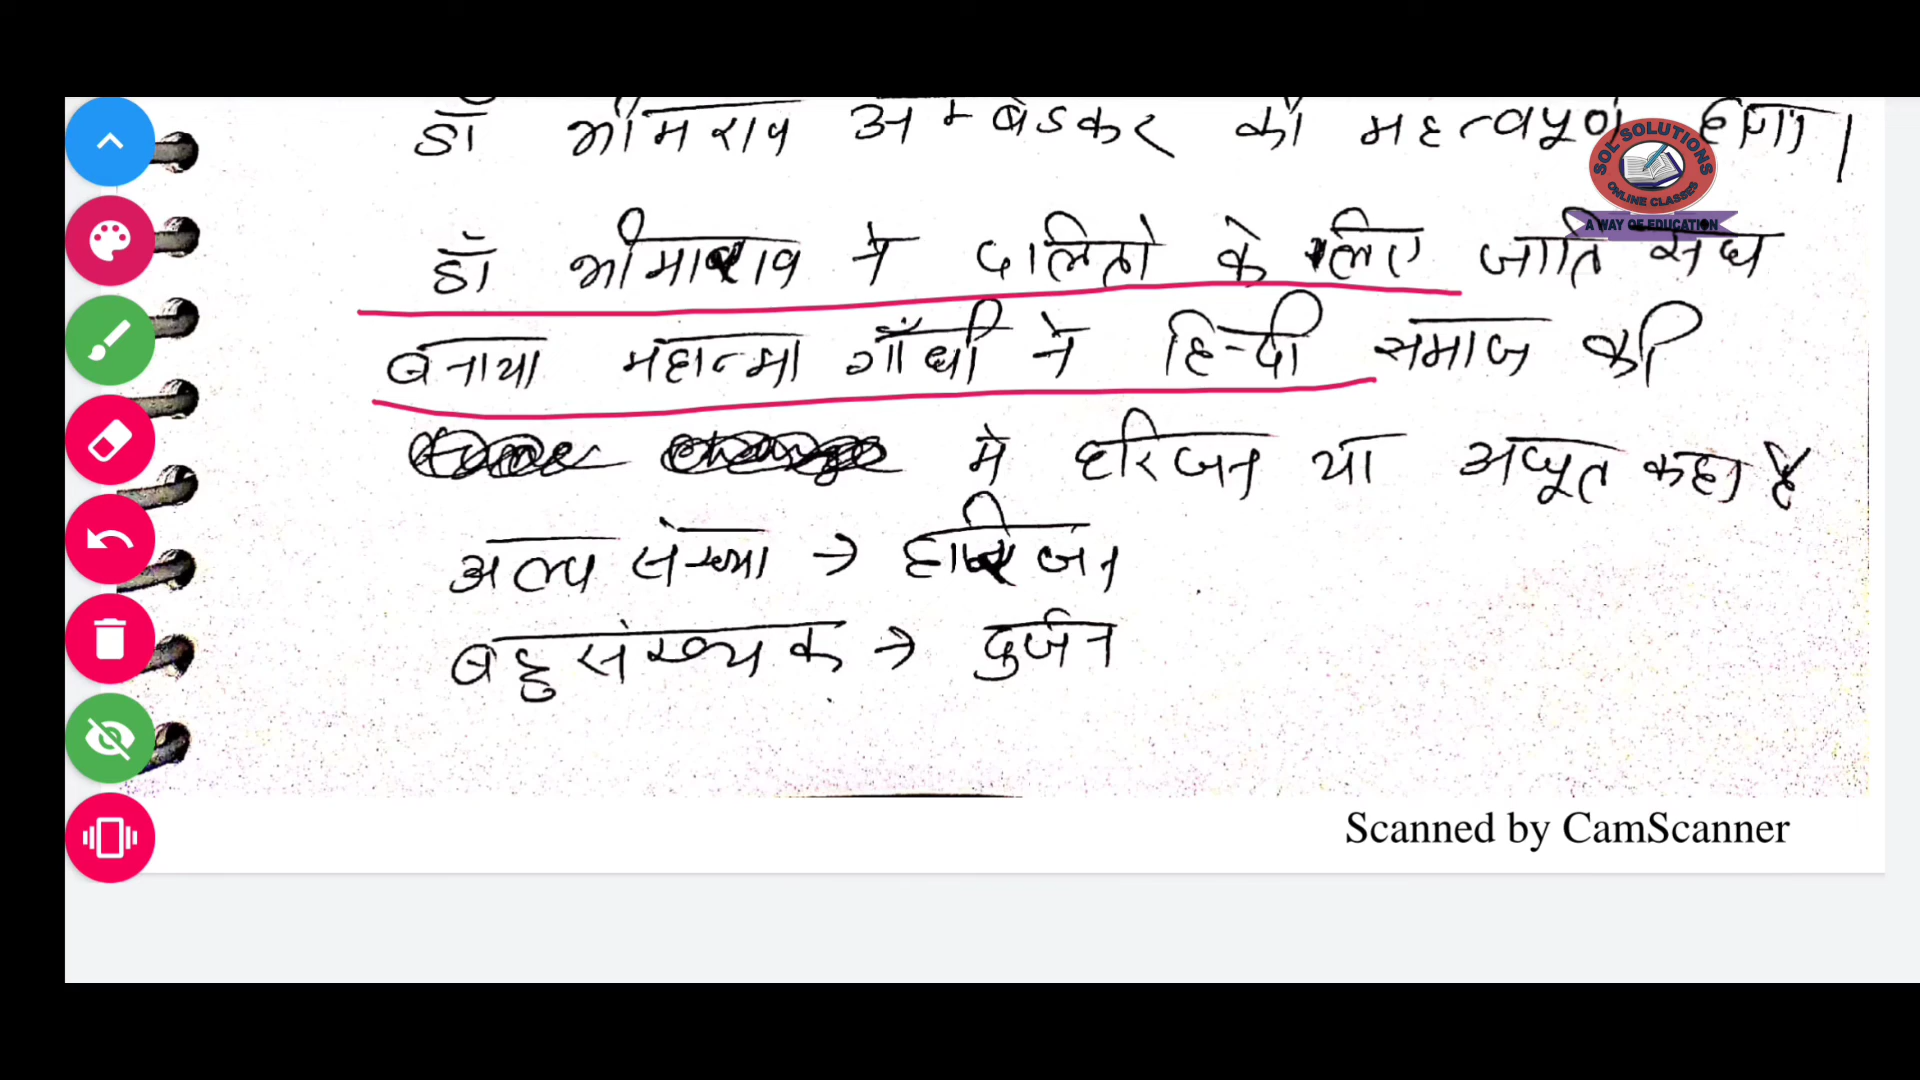 डॉ भीमराव अम्बेडकर की महत्वपूर्ण
डॉ भीमाराव ने दलितो के लिए जाति संघ
बनाया महात्मा गाँधी ने हिन्दी समाज की
मे हरिजन या अछूत कहा है
अल्प संख्या → हरिजन
बहुसंख्यक → दुर्जन
SOL SOLUTIONS
ONLINE CLASSES
A WAY OF EDUCATION
Scanned by CamScanner